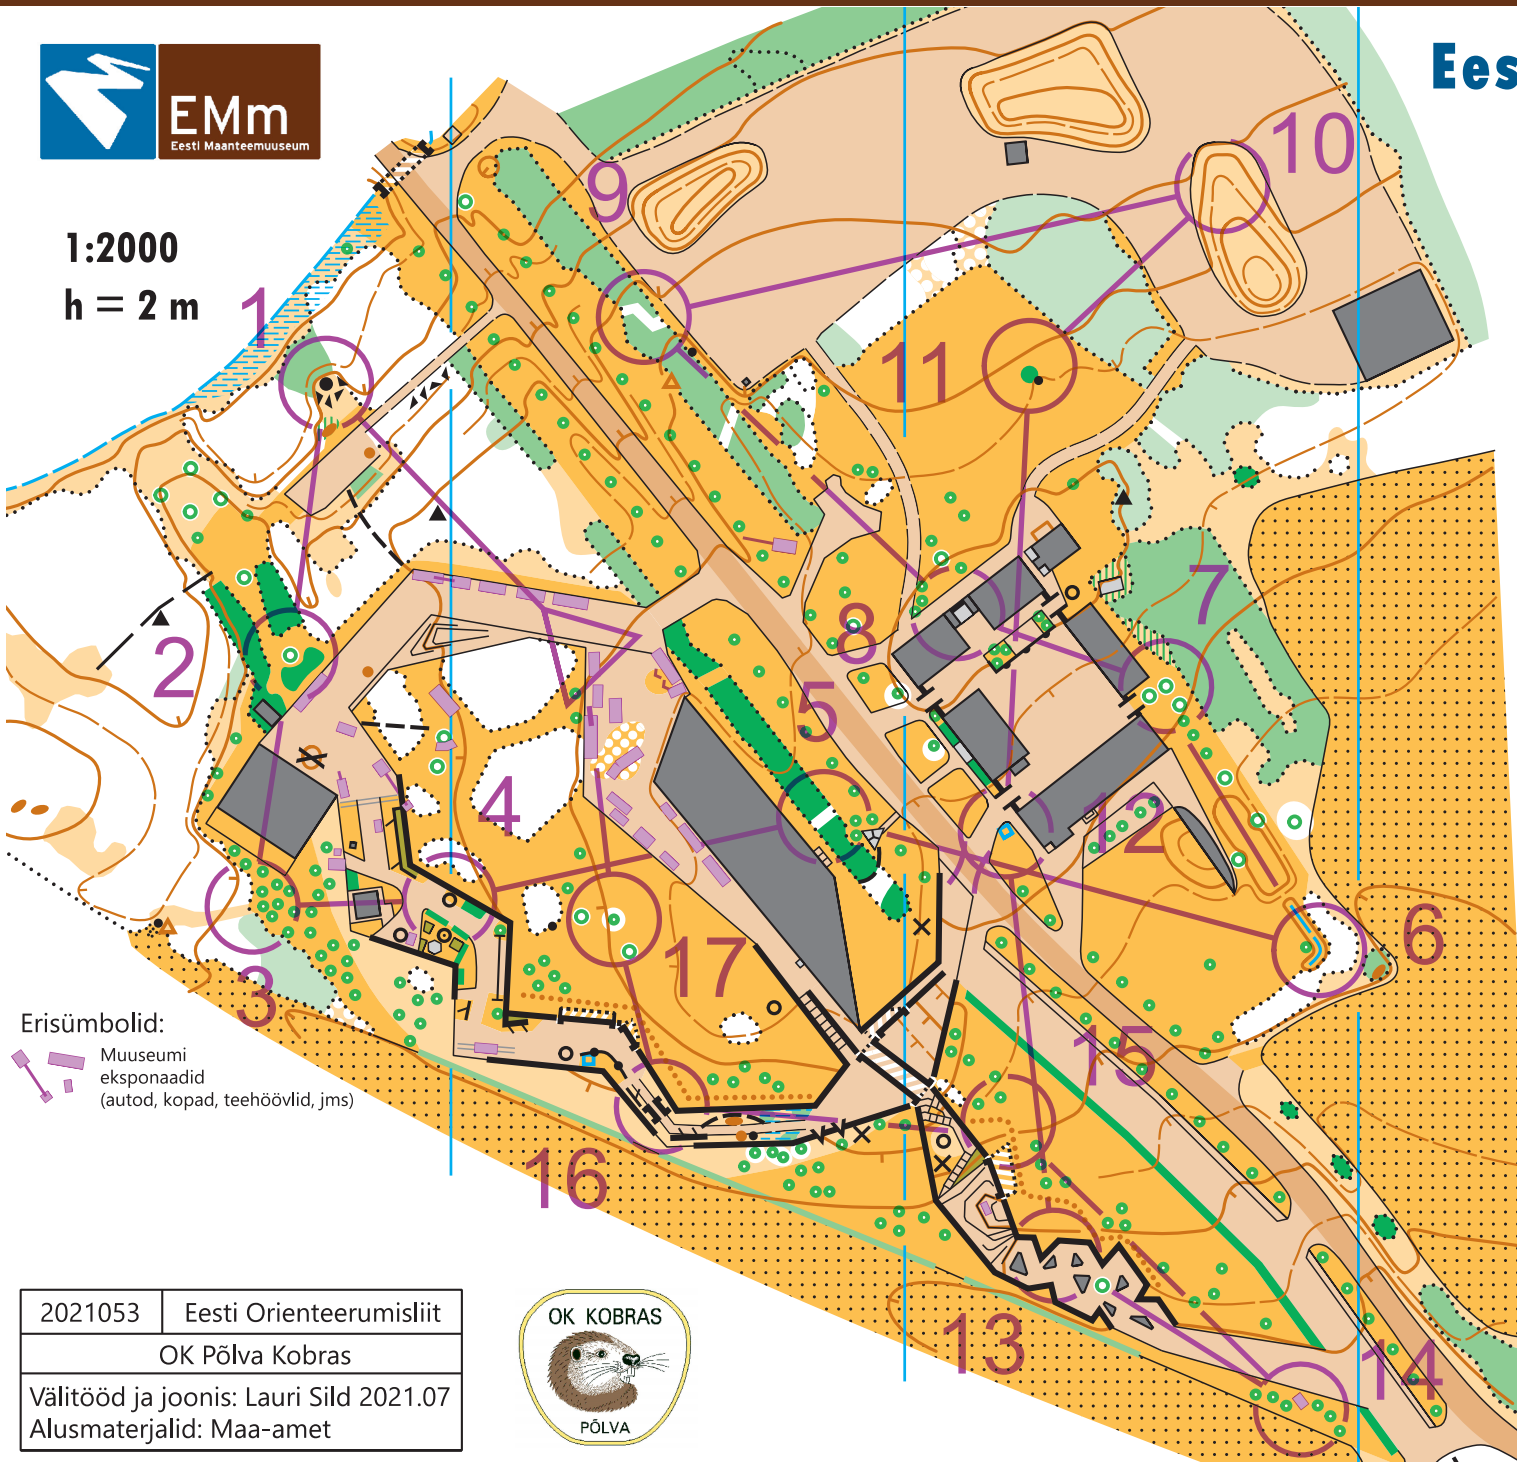 Ees
EMm
Eesti Maanteemuuseum
1:2000
h = 2 m
1
2
3
4
5
6
7
8
9
10
11
12
13
14
15
16
17
Erisümbolid:
Muuseumi
eksponaadid
(autod, kopad, teehöövlid, jms)
2021053 Eesti Orienteerumisliit
OK Põlva Kobras
Välitööd ja joonis: Lauri Sild 2021.07
Alusmaterjalid: Maa-amet
OK KOBRAS
PÕLVA